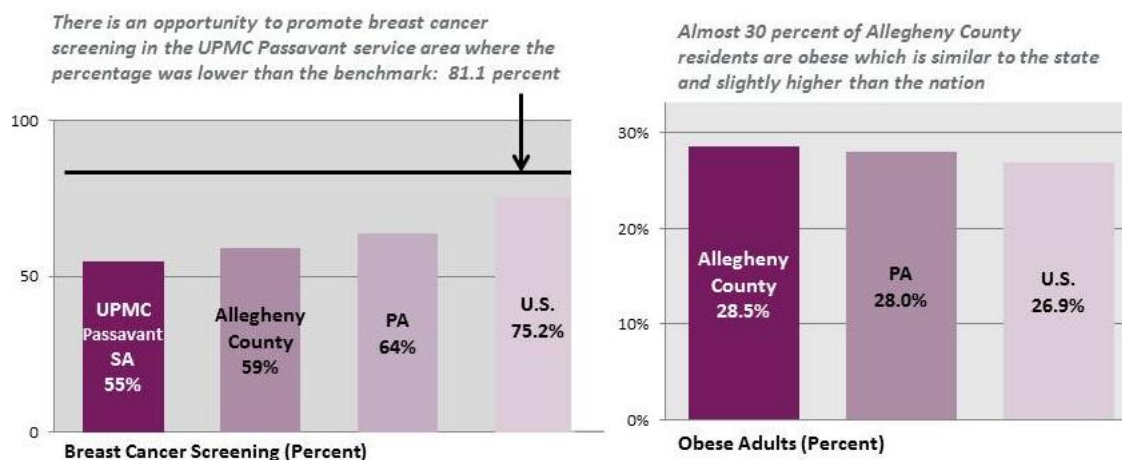 There is an opportunity to promote breast cancer
screening in the UPMC Passavant service area where the
percentage was lower than the benchmark:  81.1 percent
100
50
0
UPMC
Passavant
SA
55%
Allegheny
County
59%
PA
64%
U.S.
75.2%
Breast Cancer Screening (Percent)
Almost 30 percent of Allegheny County
residents are obese which is similar to the state
and slightly higher than the nation
30%
20%
10%
0%
Allegheny
County
28.5%
PA
28.0%
U.S.
26.9%
Obese Adults (Percent)